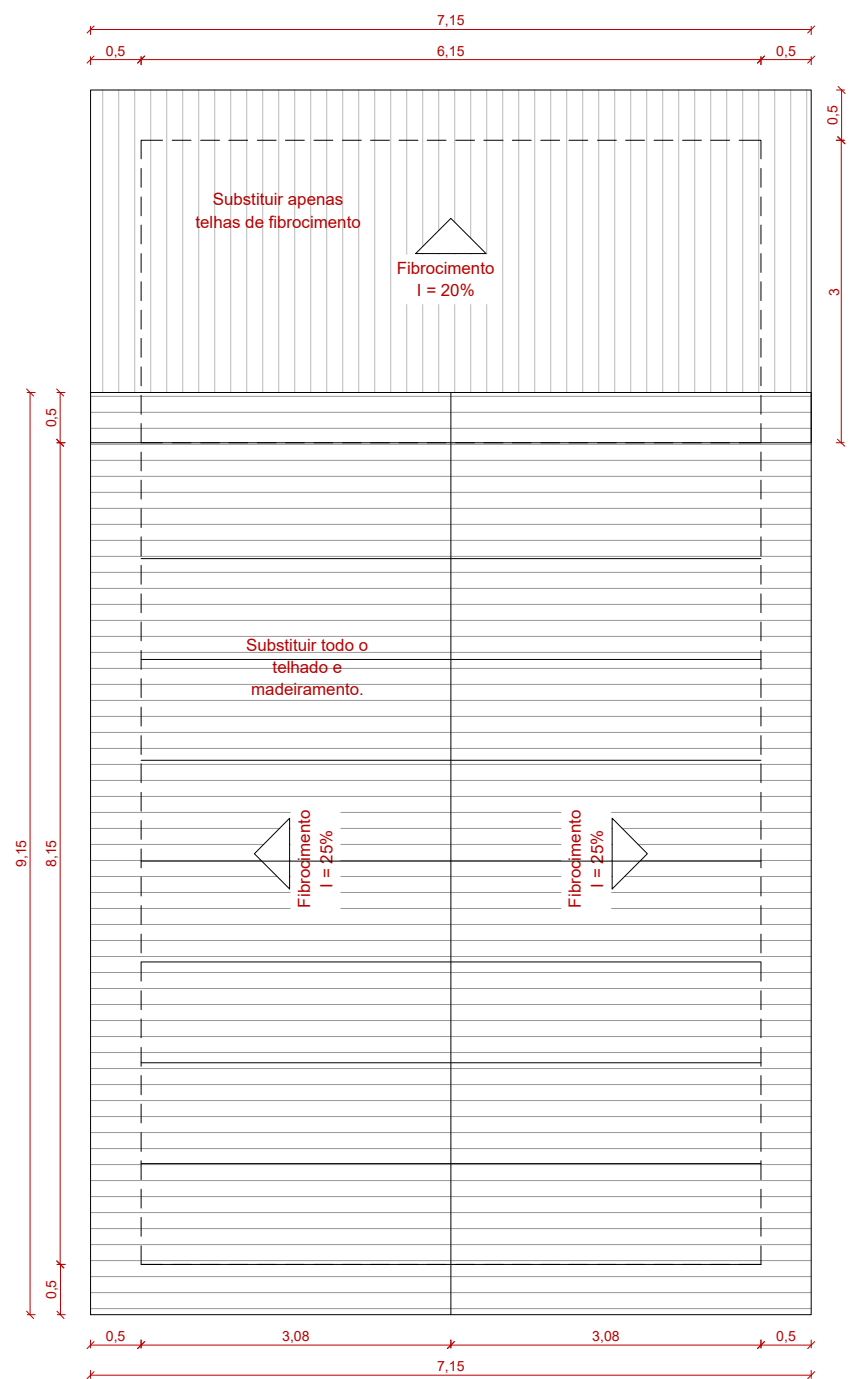 7,15
0,5
6,15
0,5
0,5
Substituir apenas
telhas de fibrocimento
Fibrocimento
I = 20%
3
0,5
Substituir todo o
telhado e
madeiramento.
9,15
8,15
Fibrocimento
I = 25%
Fibrocimento
I = 25%
0,5
0,5
3,08
3,08
0,5
7,15